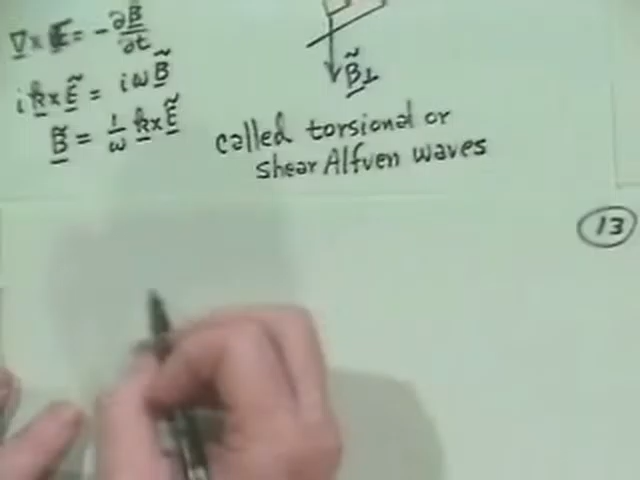 ∇ x E = - ∂B̃/∂t
i k x Ẽ = iω B̃
B̃ = 1/ω k x Ẽ
B̃⊥
called torsional or
shear Alfven waves
13